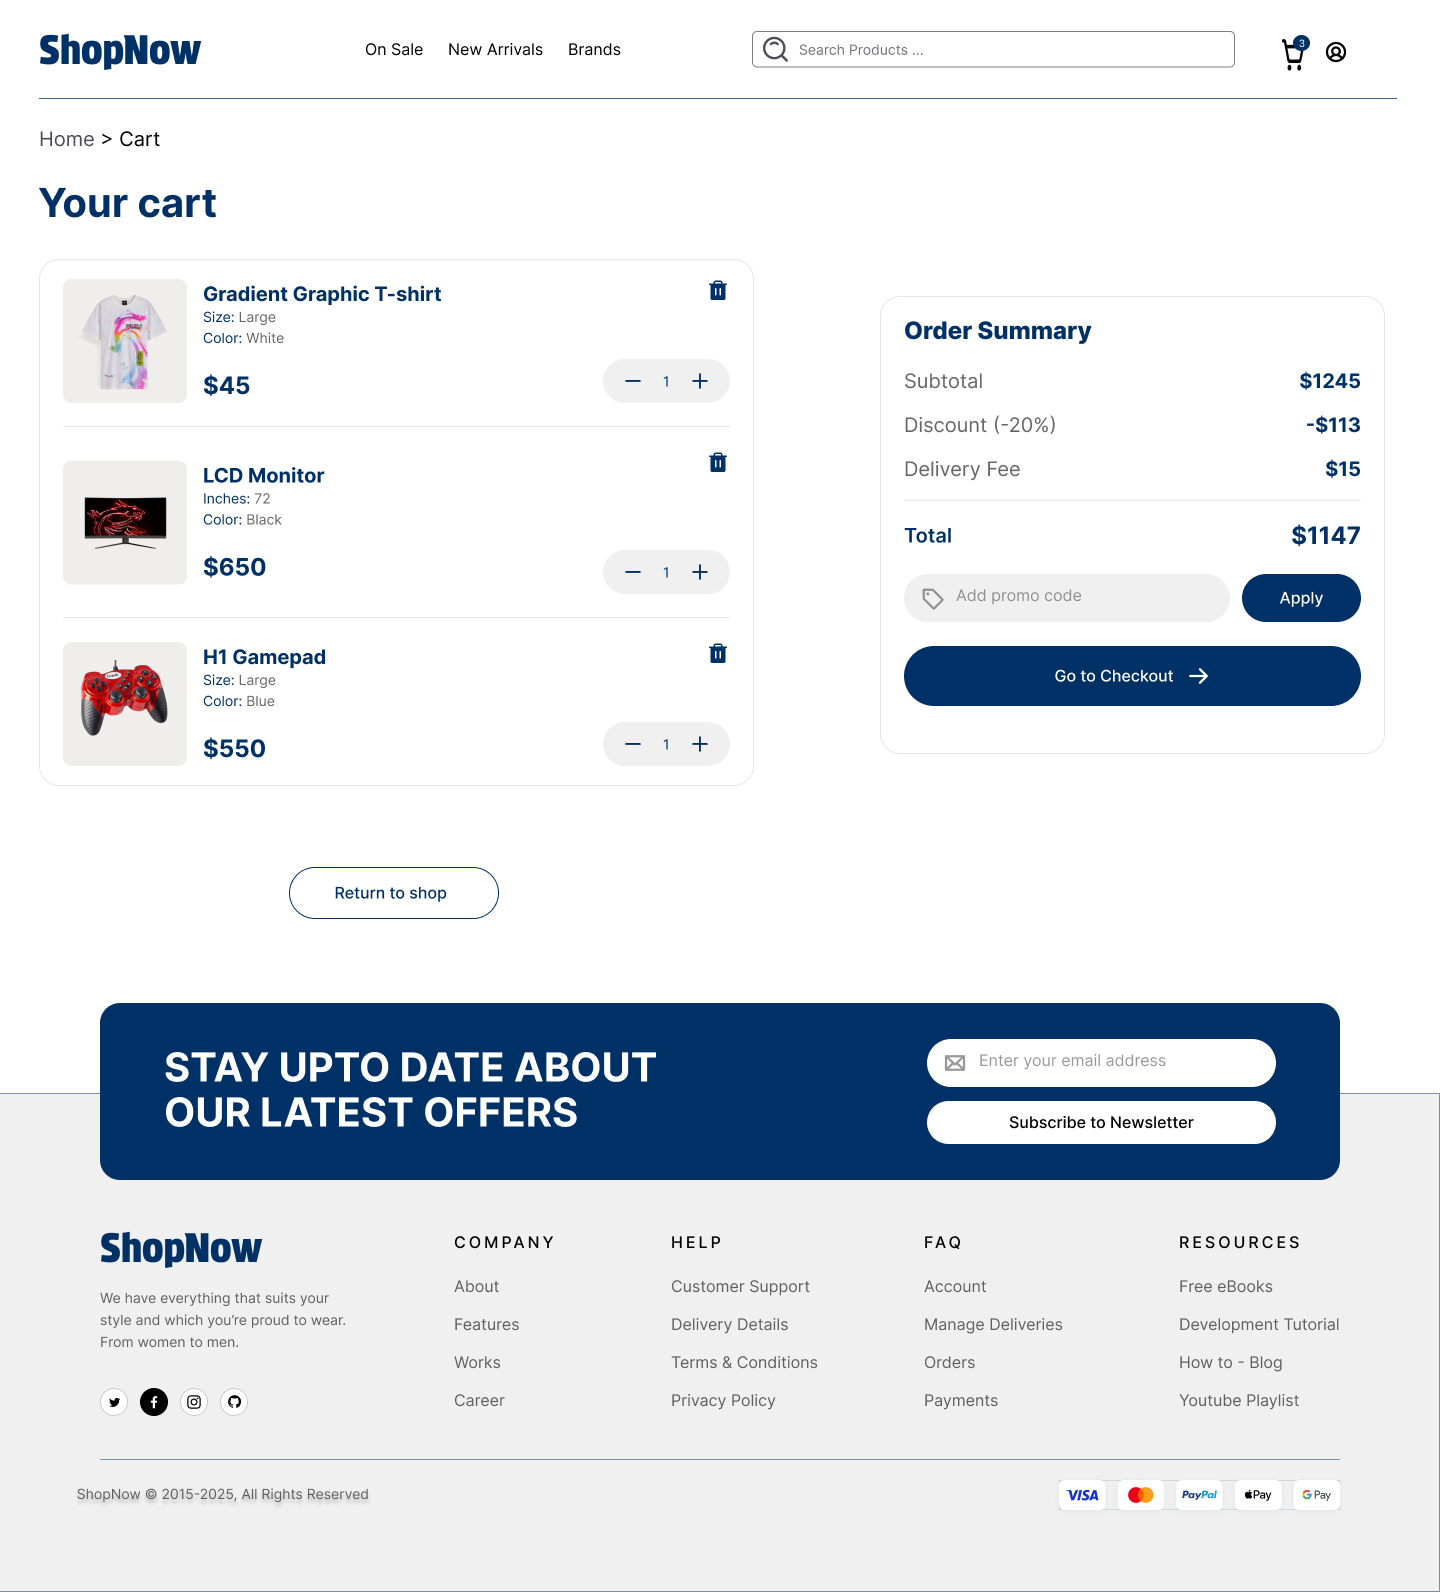 ShopNow
On Sale New Arrivals Brands
Search Products ...
3
Home > Cart
Your cart
Gradient Graphic T-shirt
Size: Large
Color: White
$45
1
LCD Monitor
Inches: 72
Color: Black
$650
1
H1 Gamepad
Size: Large
Color: Blue
$550
1
Order Summary
Subtotal $1245
Discount (-20%) -$113
Delivery Fee $15
Total $1147
Add promo code
Apply
Go to Checkout
Return to shop
STAY UPTO DATE ABOUT
OUR LATEST OFFERS
Enter your email address
Subscribe to Newsletter
ShopNow
We have everything that suits your
style and which you're proud to wear.
From women to men.
COMPANY
About
Features
Works
Career
HELP
Customer Support
Delivery Details
Terms & Conditions
Privacy Policy
FAQ
Account
Manage Deliveries
Orders
Payments
RESOURCES
Free eBooks
Development Tutorial
How to - Blog
Youtube Playlist
ShopNow © 2015-2025, All Rights Reserved
VISA
PayPal
Pay
G Pay